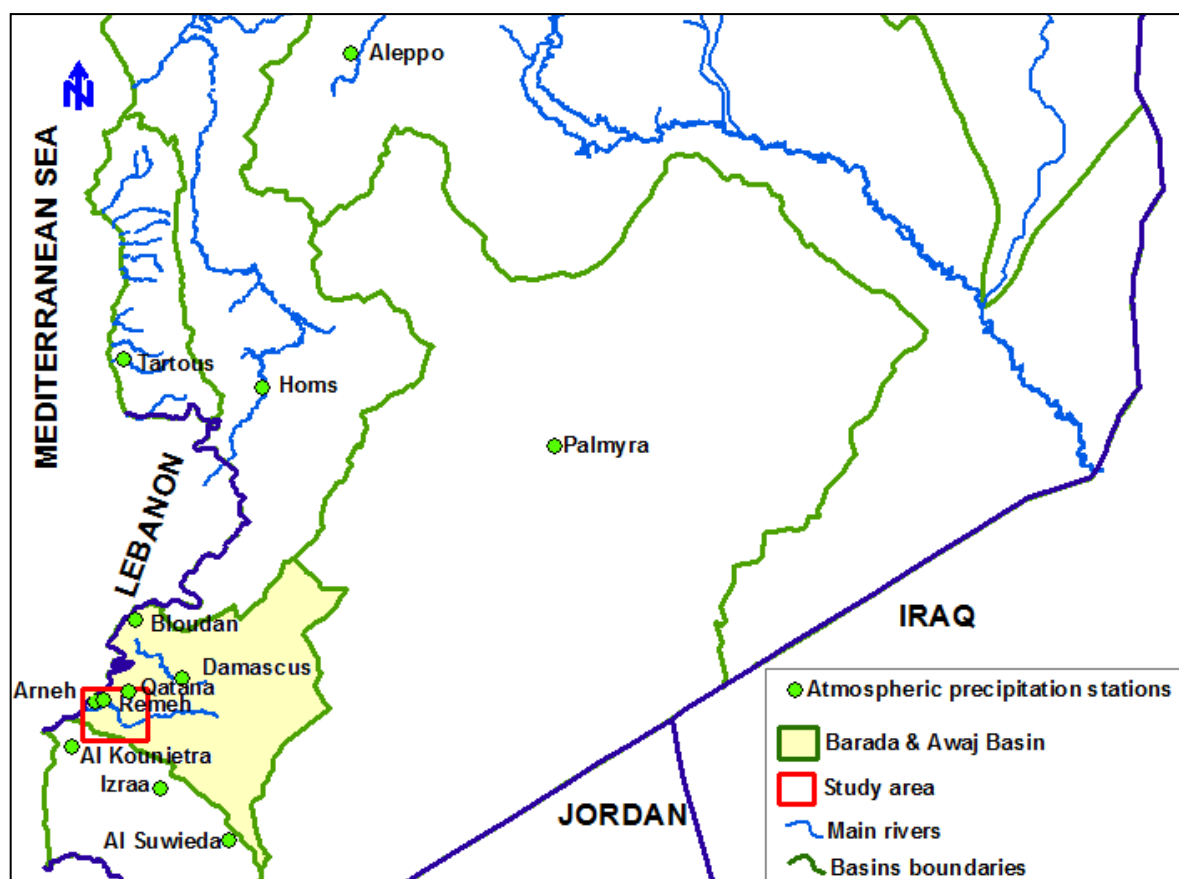 Aleppo
N
MEDITERRANEAN SEA
Tartous
Homs
Palmyra
LEBANON
IRAQ
Bloudan
Damascus
Arneh
Qatana
Remeh
Al Kounietra
Izraa
Al Suwieda
JORDAN
Atmospheric precipitation stations
Barada & Awaj Basin
Study area
Main rivers
Basins boundaries